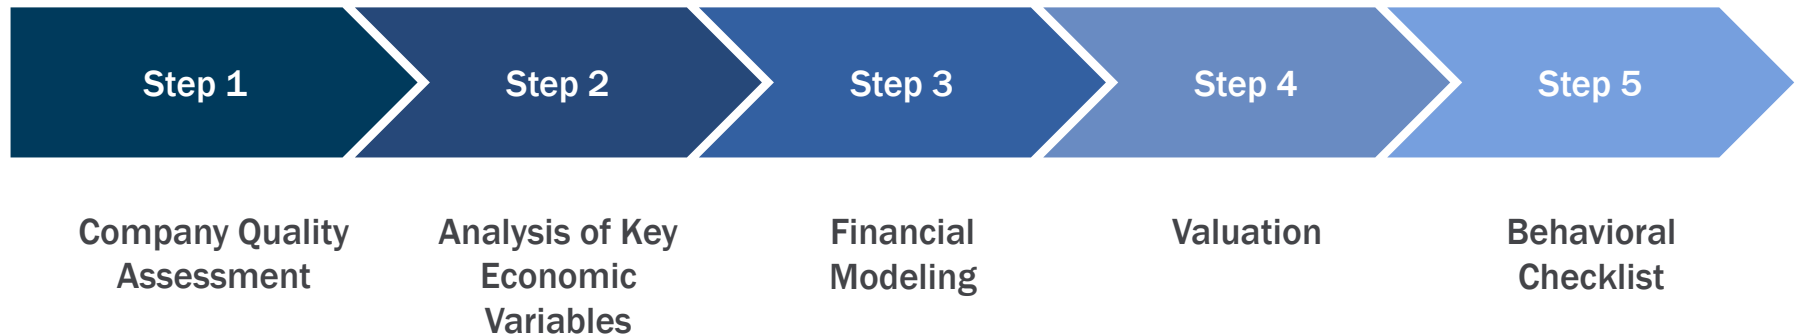 Step 1
Step 2
Step 3
Step 4
Step 5
Company Quality
Assessment
Analysis of Key
Economic
Variables
Financial
Modeling
Valuation
Behavioral
Checklist